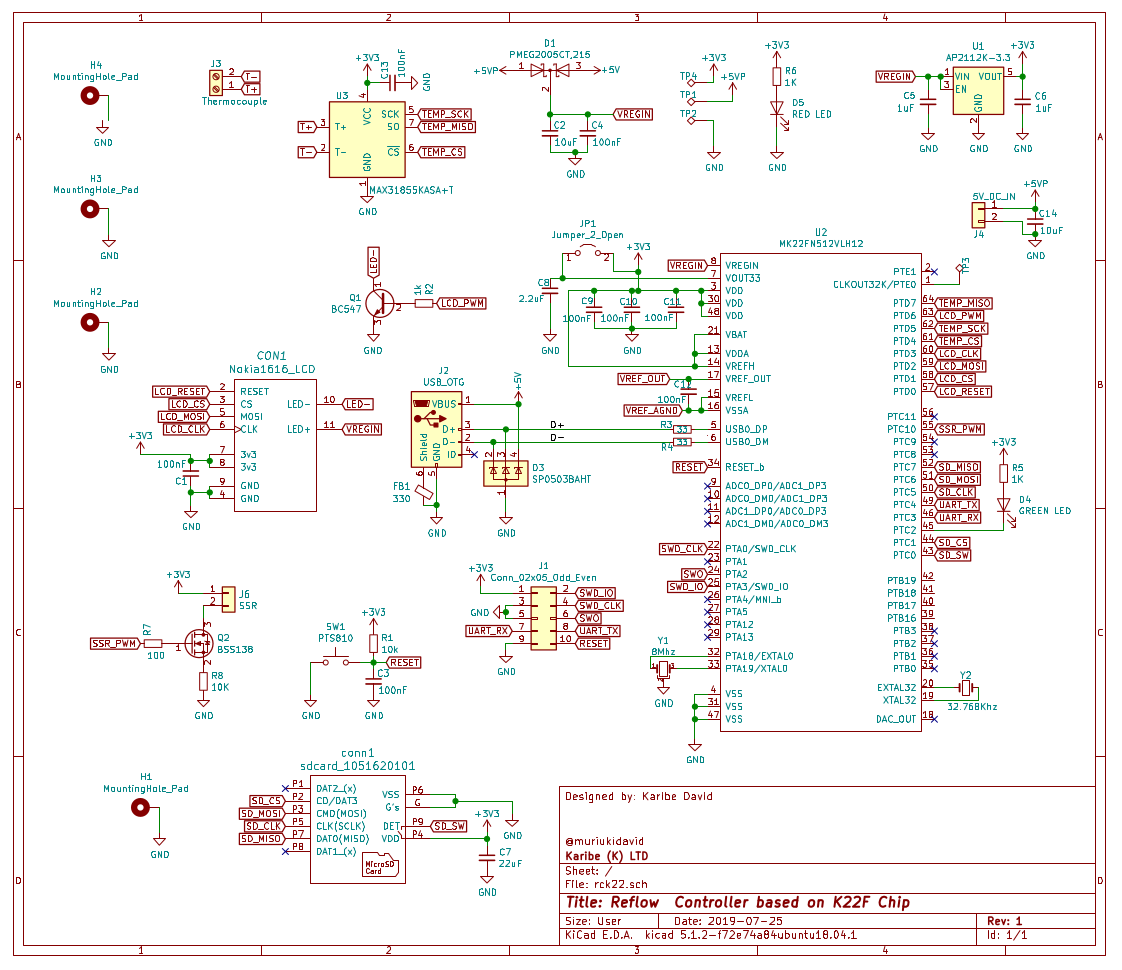 1 2 3 4
A
B
C
D
H4
MountingHole_Pad
GND
H3
MountingHole_Pad
GND
H2
MountingHole_Pad
GND
J3
2 T-
1 T+
Thermocouple
+3V3
C13
100nF
GND
U3
4
VCC
SCK 5 TEMP_SCK
T+ 3 T+
SO 7 TEMP_MISO
T- 2 T-
CS 6 TEMP_CS
GND
1
MAX31855KASA+T
GND
D1
PMEG2005CT,215
+5VP 1 3 +5V
2
VREGIN
C2
10uF
C4
100nF
GND
TP4
+3V3
+5VP
TP1
TP2
GND
+3V3
R6
1K
D5
RED LED
GND
U1
AP2112K-3.3
+3V3
VREGIN 1 VIN VOUT 5
3 EN
GND
2
C5
1uF
C6
1uF
GND
GND
GND
5V_DC_IN
+5VP
1
2
J4
C14
10uF
GND
LED-
1
Q1
BC547
2
3
1k
R2
LCD_PWM
GND
JP1
Jumper_2_Open
1 2
+3V3
C8
2.2uF
GND
C9
100nF
C10
100nF
C11
100nF
GND
VREF_OUT
C12
100nF
VREF_AGND
U2
MK22FN512VLH12
VREGIN 8 VREGIN
7 VOUT33
3 VDD
30 VDD
48 VDD
21 VBAT
13 VDDA
14 VREFH
17 VREF_OUT
15 VREFL
16 VSSA
5 USB0_DP
6 USB0_DM
RESET 34 RESET_b
9 ADC0_DP0/ADC1_DP3
10 ADC0_DM0/ADC1_DP3
11 ADC1_DP0/ADC0_DP3
12 ADC1_DM0/ADC0_DM3
SWD_CLK 22 PTA0/SWD_CLK
23 PTA1
SWO 24 PTA2
SWD_IO 25 PTA3/SWD_IO
26 PTA4/MNI_b
27 PTA5
28 PTA12
29 PTA13
32 PTA18/EXTAL0
33 PTA19/XTAL0
4 VSS
31 VSS
47 VSS
GND
PTE1 2
CLKOUT32K/PTE0 1
TP3
PTD7 64 TEMP_MISO
PTD6 63 LCD_PWM
PTD5 62 TEMP_SCK
PTD4 61 TEMP_CS
PTD3 60 LCD_CLK
PTD2 59 LCD_MOSI
PTD1 58 LCD_CS
PTD0 57 LCD_RESET
PTC11 56
PTC10 55 SSR_PWM
PTC9 54
PTC8 53
PTC7 52 SD_MISO
PTC6 51 SD_MOSI
PTC5 50 SD_CLK
PTC4 49 UART_TX
PTC3 46 UART_RX
PTC2 45
PTC1 44 SD_CS
PTC0 43 SD_SW
PTB19 42
PTB18 41
PTB17 40
PTB16 39
PTB3 38
PTB2 37
PTB1 36
PTB0 35
EXTAL32 20
XTAL32 19
DAC_OUT 18
Y2
32.768Khz
+3V3
R5
1K
D4
GREEN LED
CON1
Nokia1616_LCD
LCD_RESET 2 RESET
LCD_CS 3 CS
LCD_MOSI 5 MOSI
LCD_CLK 6 CLK
LED- 10 LED-
LED+ 11 VREGIN
7 3v3
8 3v3
9 GND
4 GND
+3V3
100nF
C1
GND
J2
USB_OTG
+5V
VBUS 1
D+ 3
D- 2
ID 4
Shield
GND
6 5
FB1
330
GND
D+
D-
R3 33
R4 33
2 3 4
D3
SP0503BAHT
1
GND
+3V3
J6
1
2
SSR
R7
SSR_PWM
100
1
3
Q2
BSS138
2
R8
10K
GND
SW1
PTS810
+3V3
R1
10k
RESET
C3
100nF
GND
GND
J1
Conn_02x05_Odd_Even
+3V3
1 2 SWD_IO
GND 3 4 SWD_CLK
5 6 SWO
UART_RX 7 8 UART_TX
9 10 RESET
GND
Y1
8Mhz
1
2
GND
H1
MountingHole_Pad
GND
conn1
sdcard_1051620101
P1 DAT2_(x)
SD_CS P2 CD/DAT3
SD_MOSI P3 CMD(MOSI)
SD_CLK P5 CLK(SCLK)
SD_MISO P7 DAT0(MISO)
P8 DAT1_(x)
VSS P6
G's G
DET P9 SD_SW
VDD P4
MicroSD
Card
GND
+3V3
C7
22uF
GND
Designed by: Karibe David
@muriukidavid
Karibe (K) LTD
Sheet: /
File: rck22.sch
Title: Reflow Controller based on K22F Chip
Size: User Date: 2019-07-25 Rev: 1
KiCad E.D.A. kicad 5.1.2-f72e74a84ubuntu18.04.1 Id: 1/1
1 2 3 4